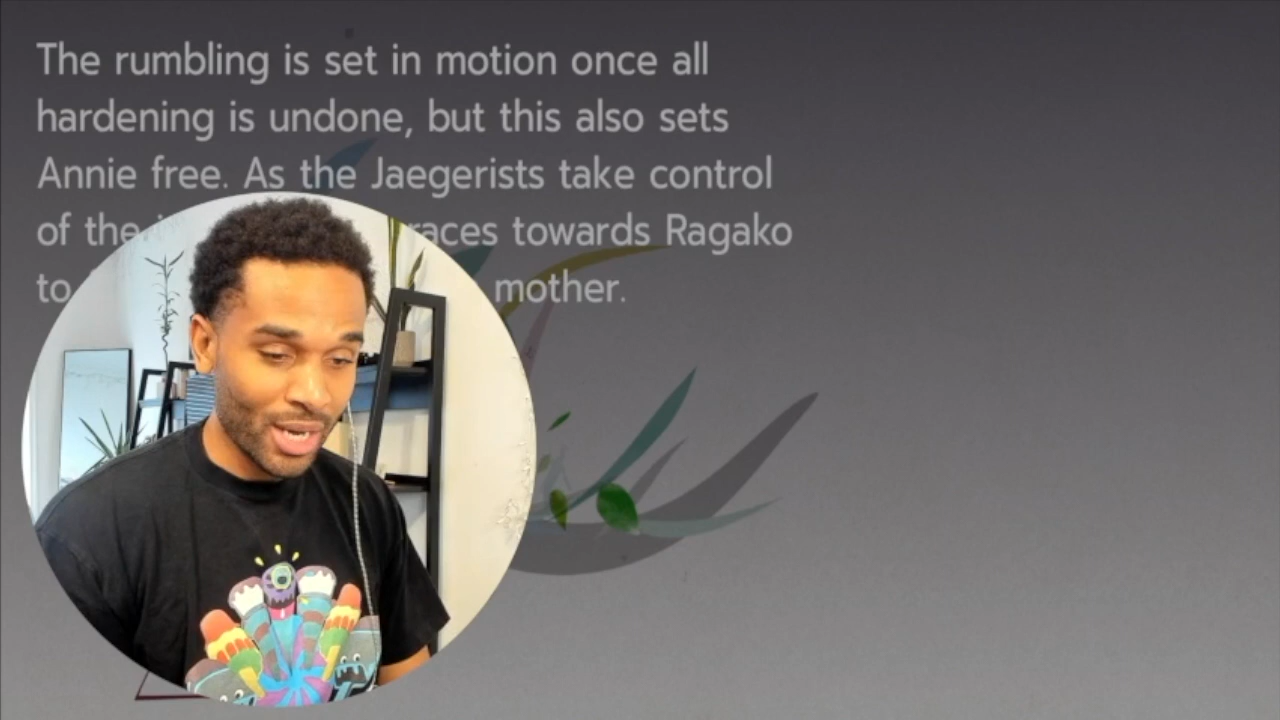 The rumbling is set in motion once all
hardening is undone, but this also sets
Annie free. As the Jaegerists take control
of the races towards Ragako
to mother.